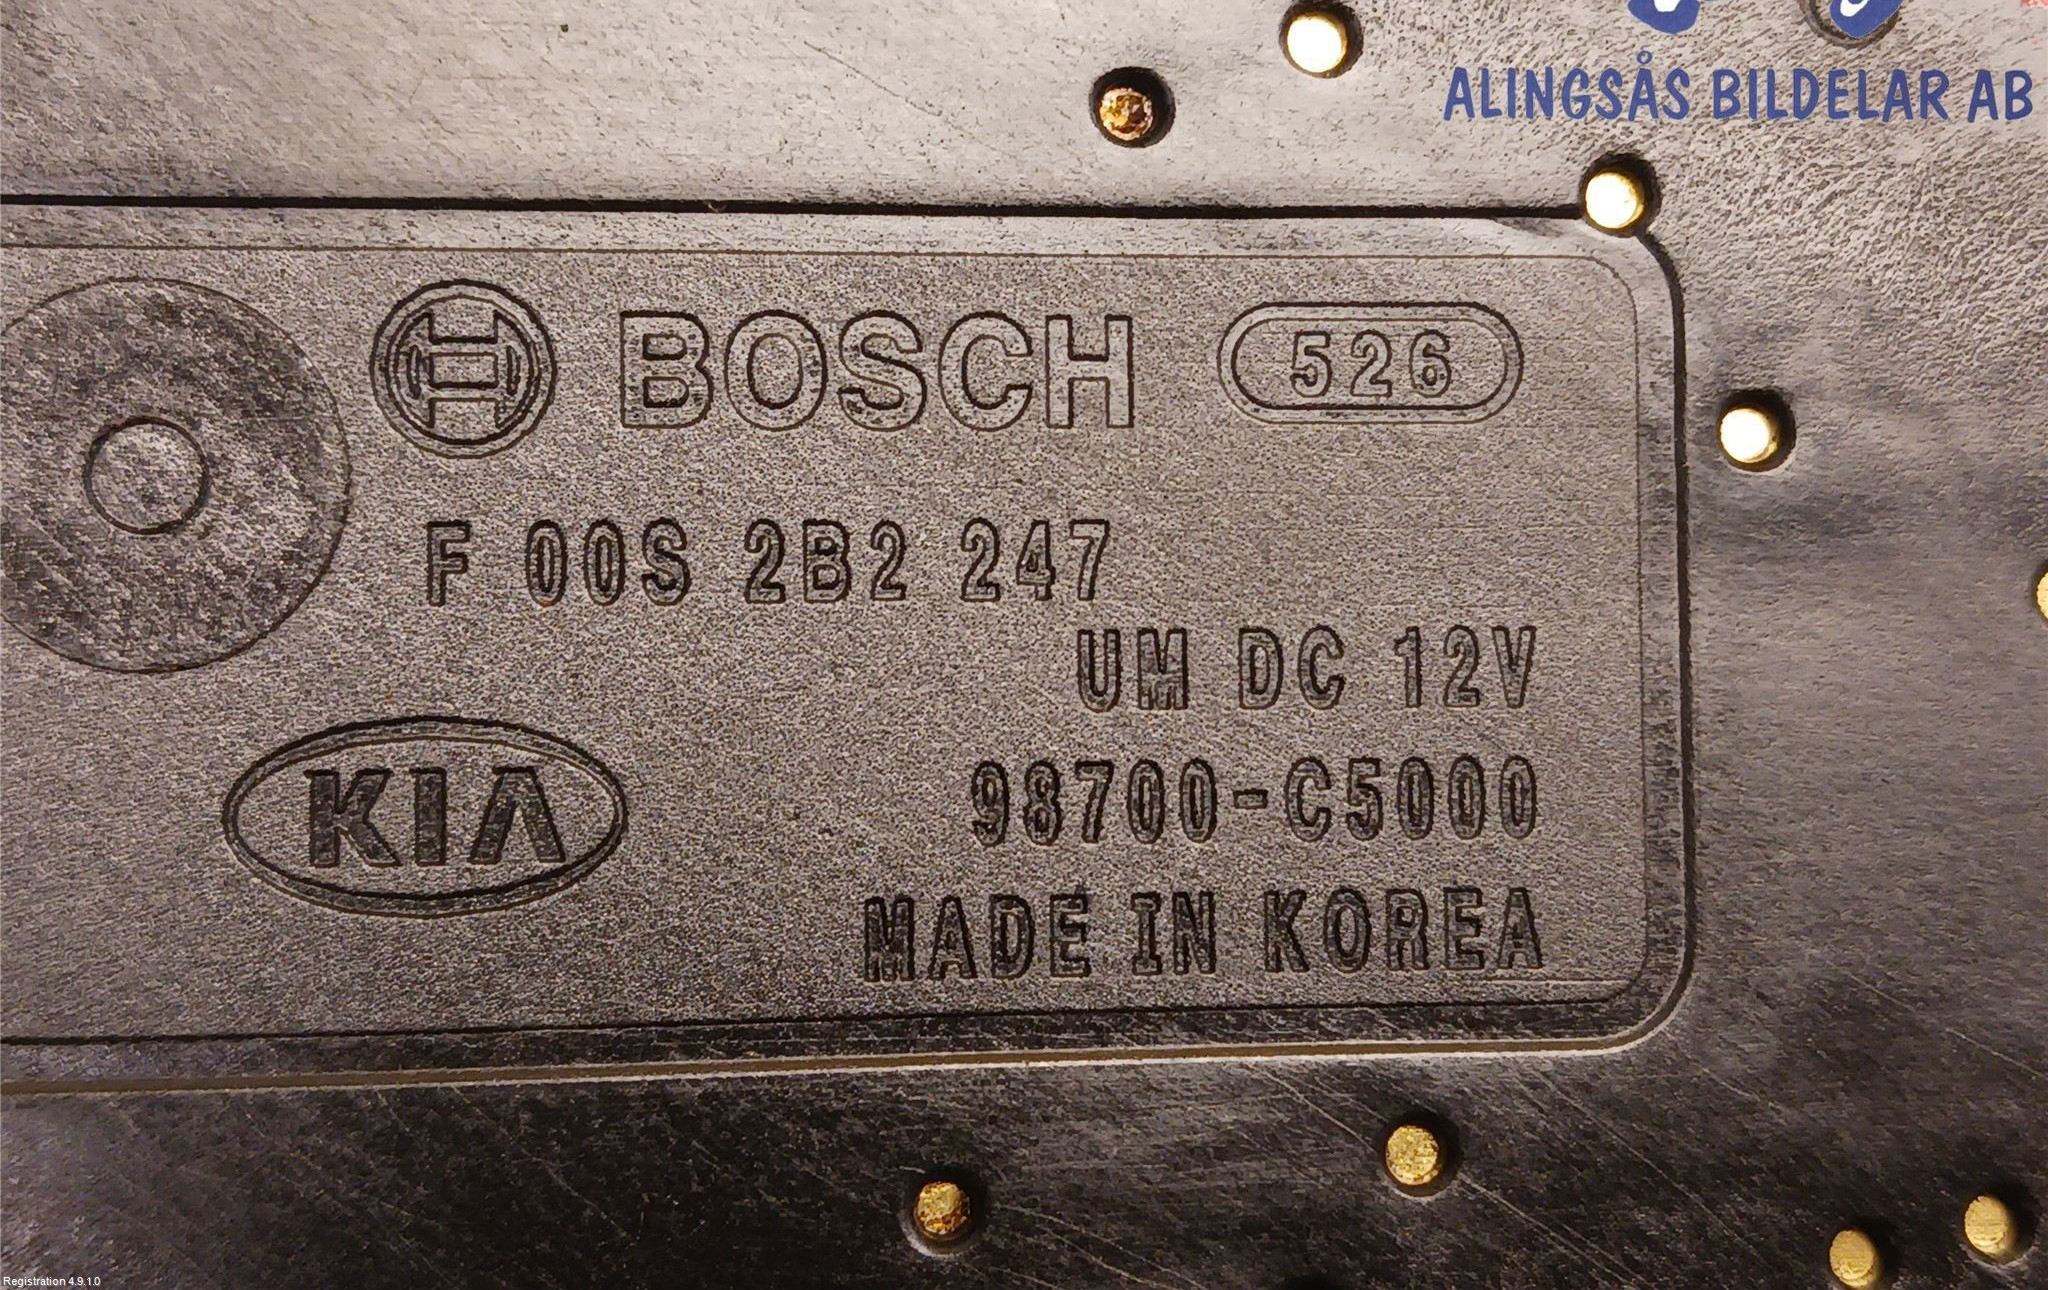 ALINGSÅS BILDELAR AB
BOSCH 526
F 00S 2B2 247
UM DC 12V
KIA
98700-C5000
MADE IN KOREA
Registration 4.9.1.0